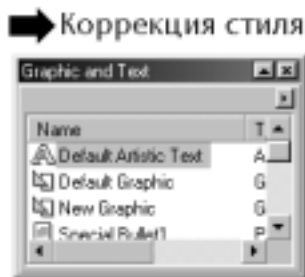 Коррекция стиля
Graphic and Text
Name T
Default Artistic Text A
Default Graphic G
New Graphic G
Special Bullet1 P